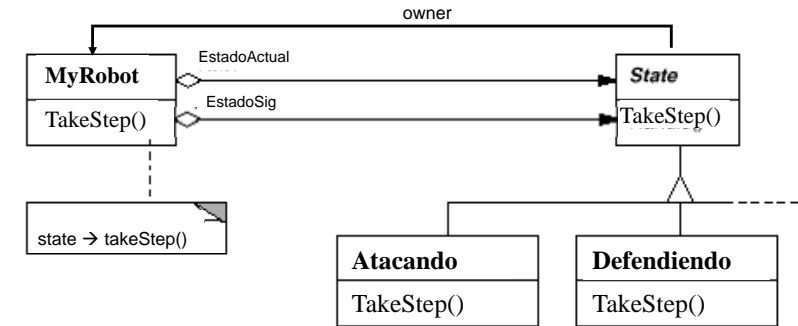 owner
EstadoActual
MyRobot
State
EstadoSig
TakeStep()
TakeStep()
state → takeStep()
Atacando
Defendiendo
TakeStep()
TakeStep()